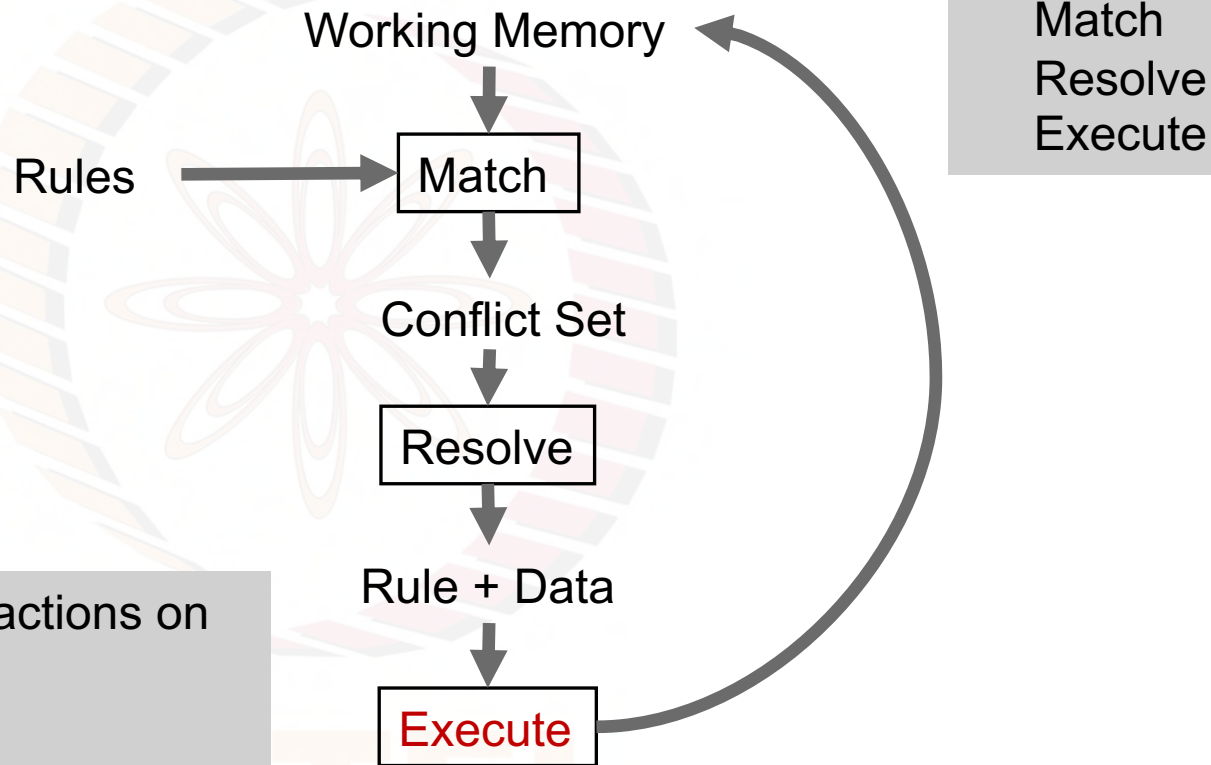 Working Memory
Match
Resolve
Execute
Rules
Match
Conflict Set
Resolve
Rule + Data
actions on
Execute